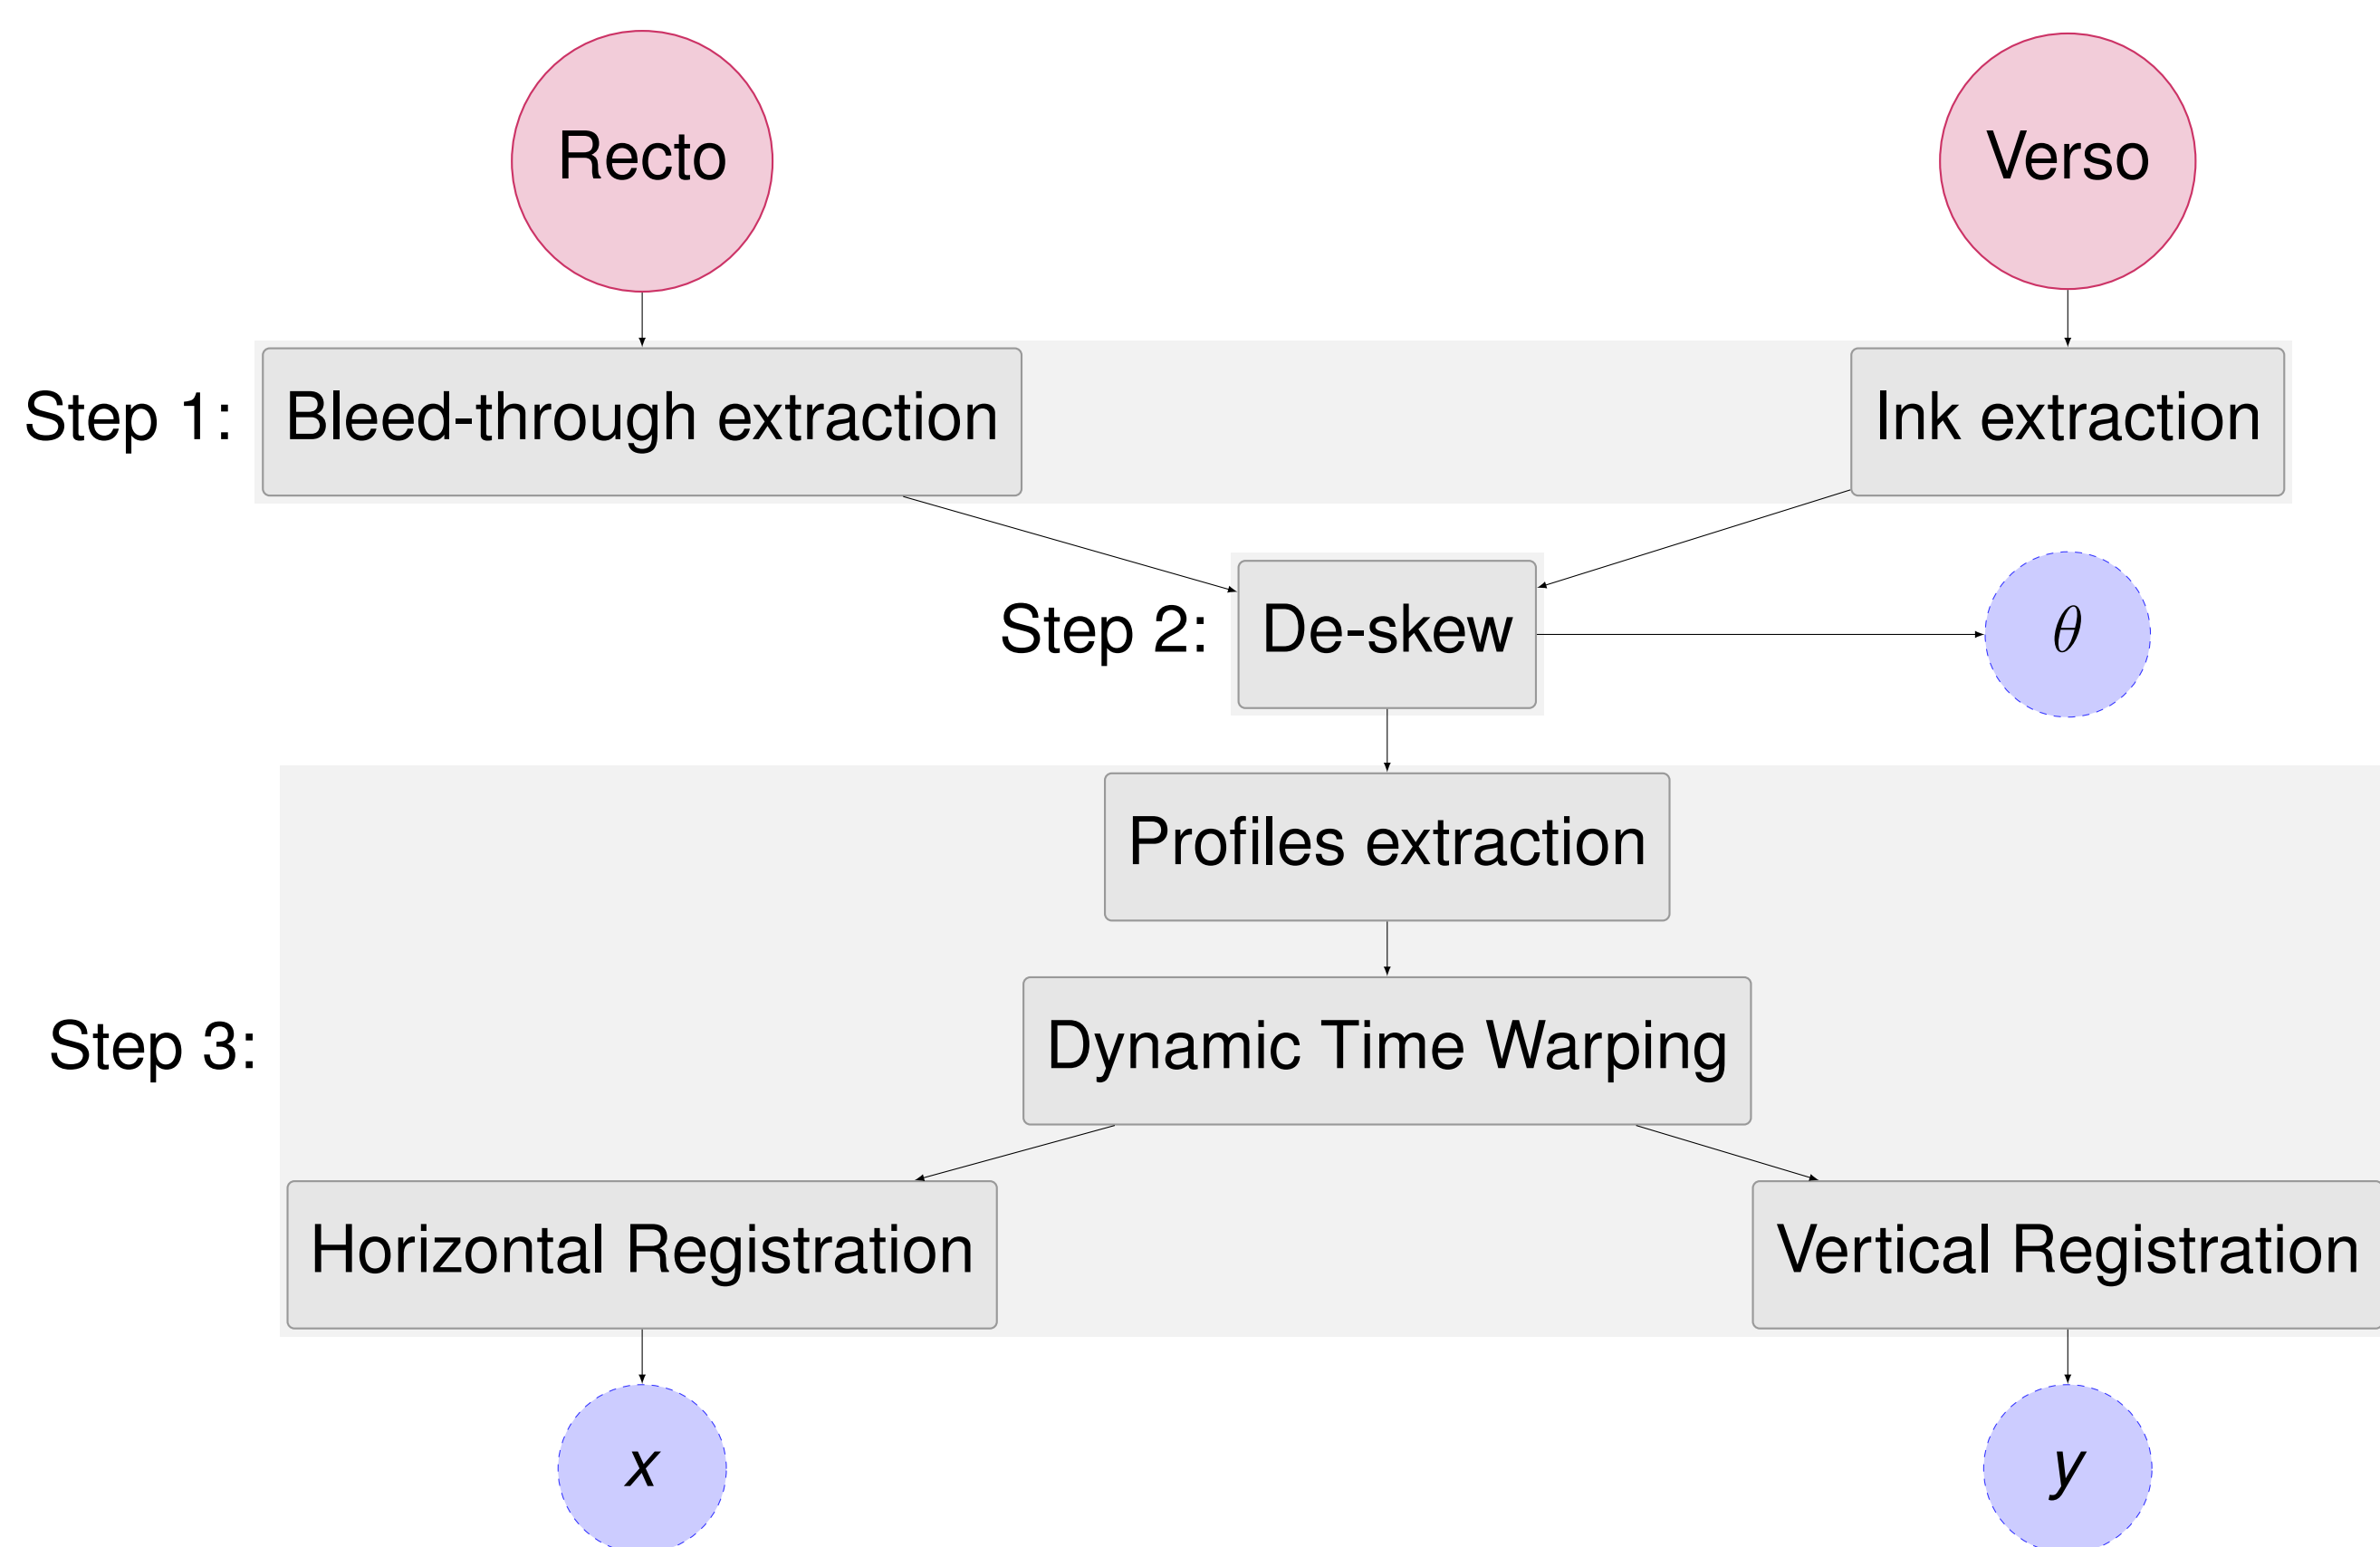 Recto
Verso
Step 1:
Bleed-through extraction
Ink extraction
Step 2:
De-skew
θ
Profiles extraction
Step 3:
Dynamic Time Warping
Horizontal Registration
Vertical Registration
x
y